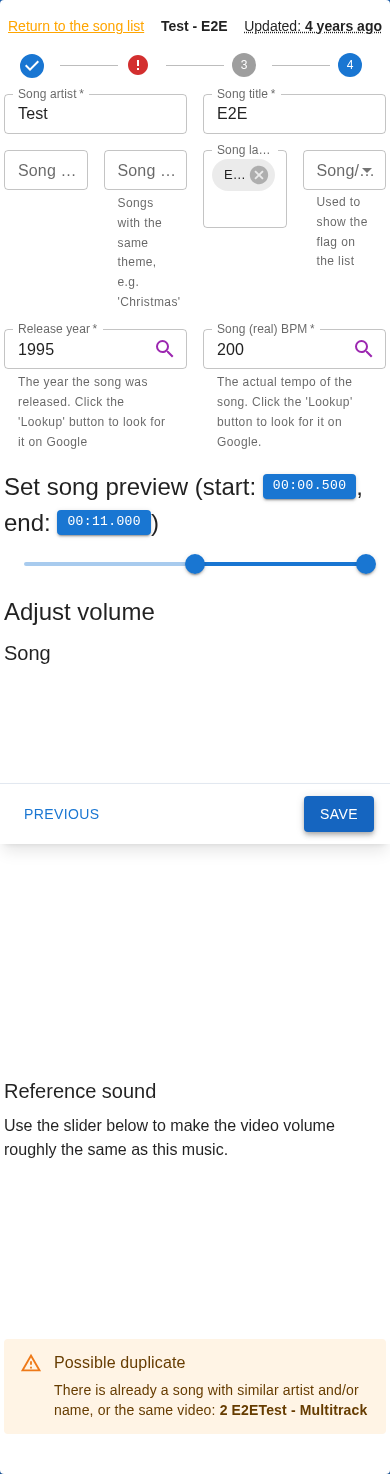 Return to the song list Test - E2E Updated: 4 years ago
3 4
Song artist * Song title *
Test E2E
Song la…
Song … Song … E… Song/…
Songs with the same theme, e.g. 'Christmas'
Used to show the flag on the list
Release year * Song (real) BPM *
1995 200
The year the song was released. Click the 'Lookup' button to look for it on Google
The actual tempo of the song. Click the 'Lookup' button to look for it on Google.
Set song preview (start: 00:00.500,
end: 00:11.000)
Adjust volume
Song
PREVIOUS SAVE
Reference sound
Use the slider below to make the video volume
roughly the same as this music.
Possible duplicate
There is already a song with similar artist and/or
name, or the same video: 2 E2ETest - Multitrack